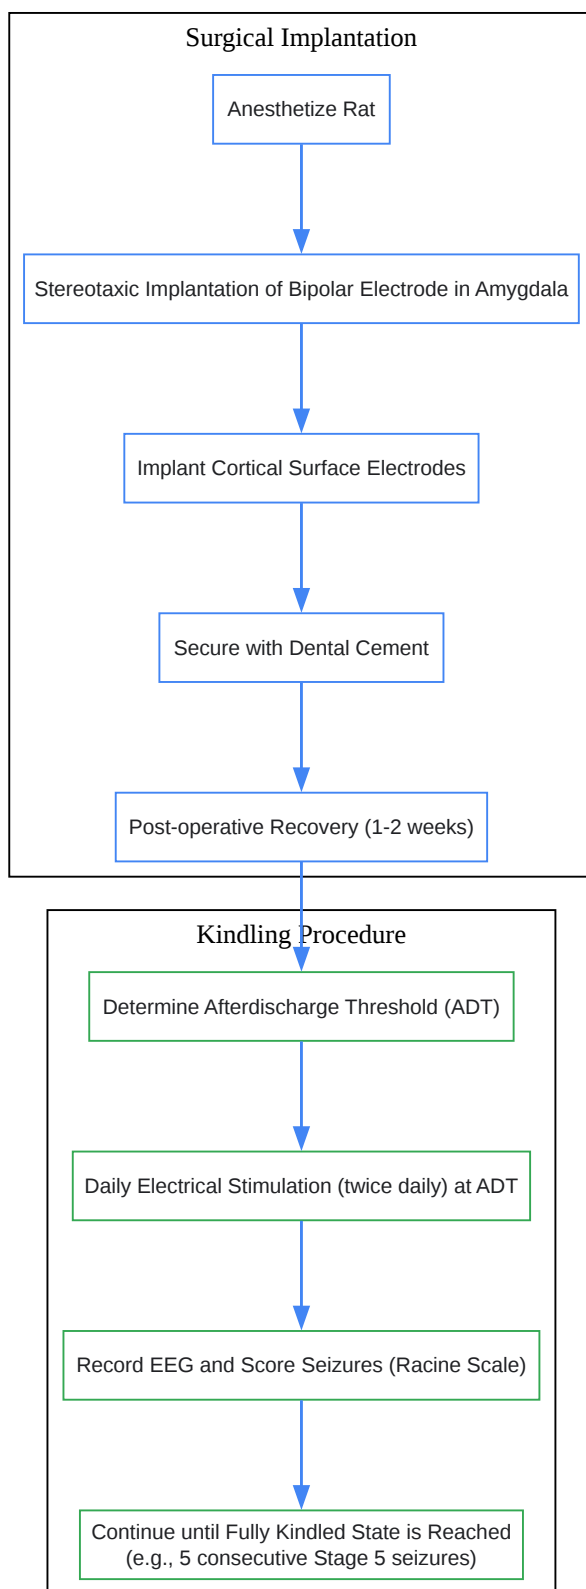 Surgical Implantation
Anesthetize Rat
Stereotaxic Implantation of Bipolar Electrode in Amygdala
Implant Cortical Surface Electrodes
Secure with Dental Cement
Post-operative Recovery (1-2 weeks)
Kindling Procedure
Determine Afterdischarge Threshold (ADT)
Daily Electrical Stimulation (twice daily) at ADT
Record EEG and Score Seizures (Racine Scale)
Continue until Fully Kindled State is Reached
(e.g., 5 consecutive Stage 5 seizures)